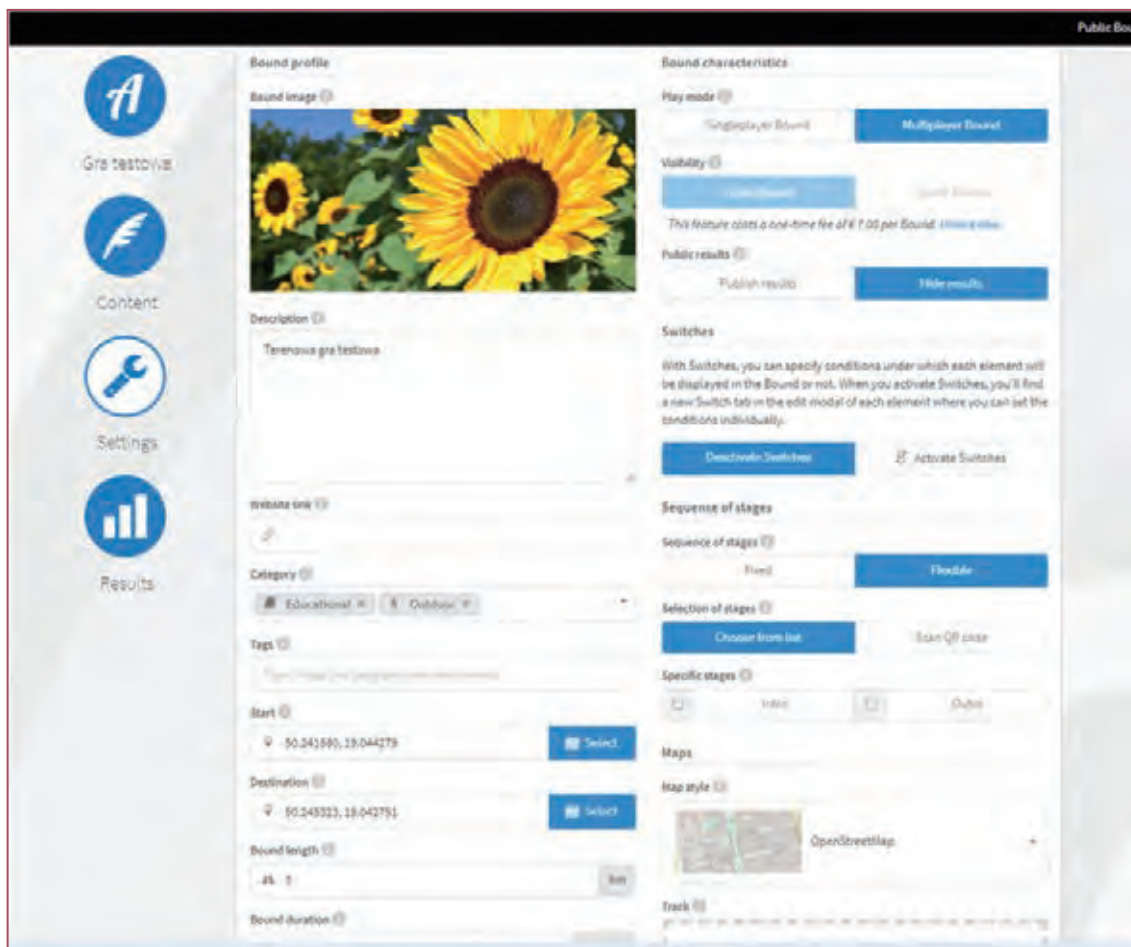 Public Bou
Gra testowa
Content
Settings
Results
Bound profile
Bound image
Description
Terenowa gra testowa
Website link
Category
Educational × Outdoor ×
Tags
Start
Select
Destination
Select
Bound length
km
Bound duration
Bound characteristics
Play mode
Singleplayer Bound Multiplayer Bound
Visibility
This feature costs a one-time fee of € 7.00 per Bound.
Public results
Publish results Hide results
Switches
With Switches, you can specify conditions under which each element will
be displayed in the Bound or not. When you activate Switches, you'll find
a new Switch tab in the edit modal of each element where you can set the
conditions individually.
Deactivate Switches Activate Switches
Sequence of stages
Sequence of stages
Fixed Flexible
Selection of stages
Choose from list Scan QR code
Specific stages
Intro Outro
Maps
Map style
OpenStreetMap
Track